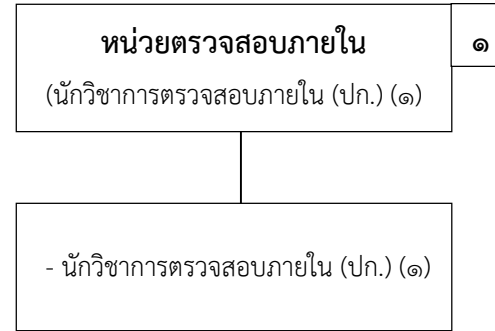 หน่วยตรวจสอบภายใน
๑
(นักวิชาการตรวจสอบภายใน (ปก.) (๑)
- นักวิชาการตรวจสอบภายใน (ปก.) (๑)